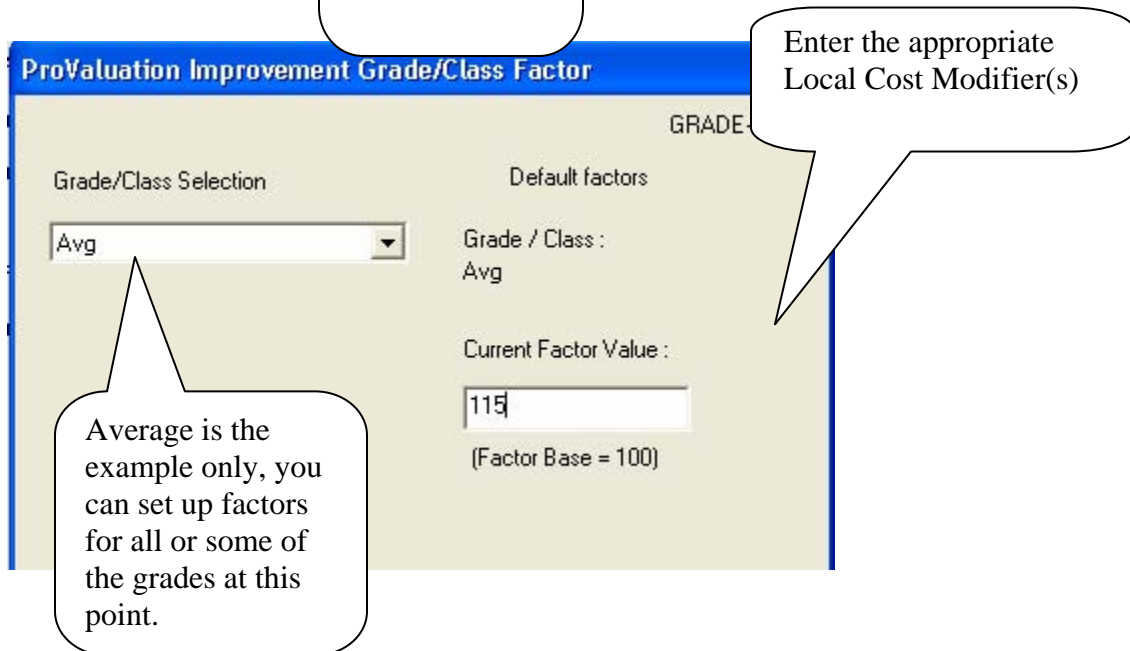 ProValuation Improvement Grade/Class Factor
Enter the appropriate
Local Cost Modifier(s)
GRADE-
Grade/Class Selection
Default factors
Avg
Grade / Class :
Avg
Current Factor Value :
115
(Factor Base = 100)
Average is the
example only, you
can set up factors
for all or some of
the grades at this
point.